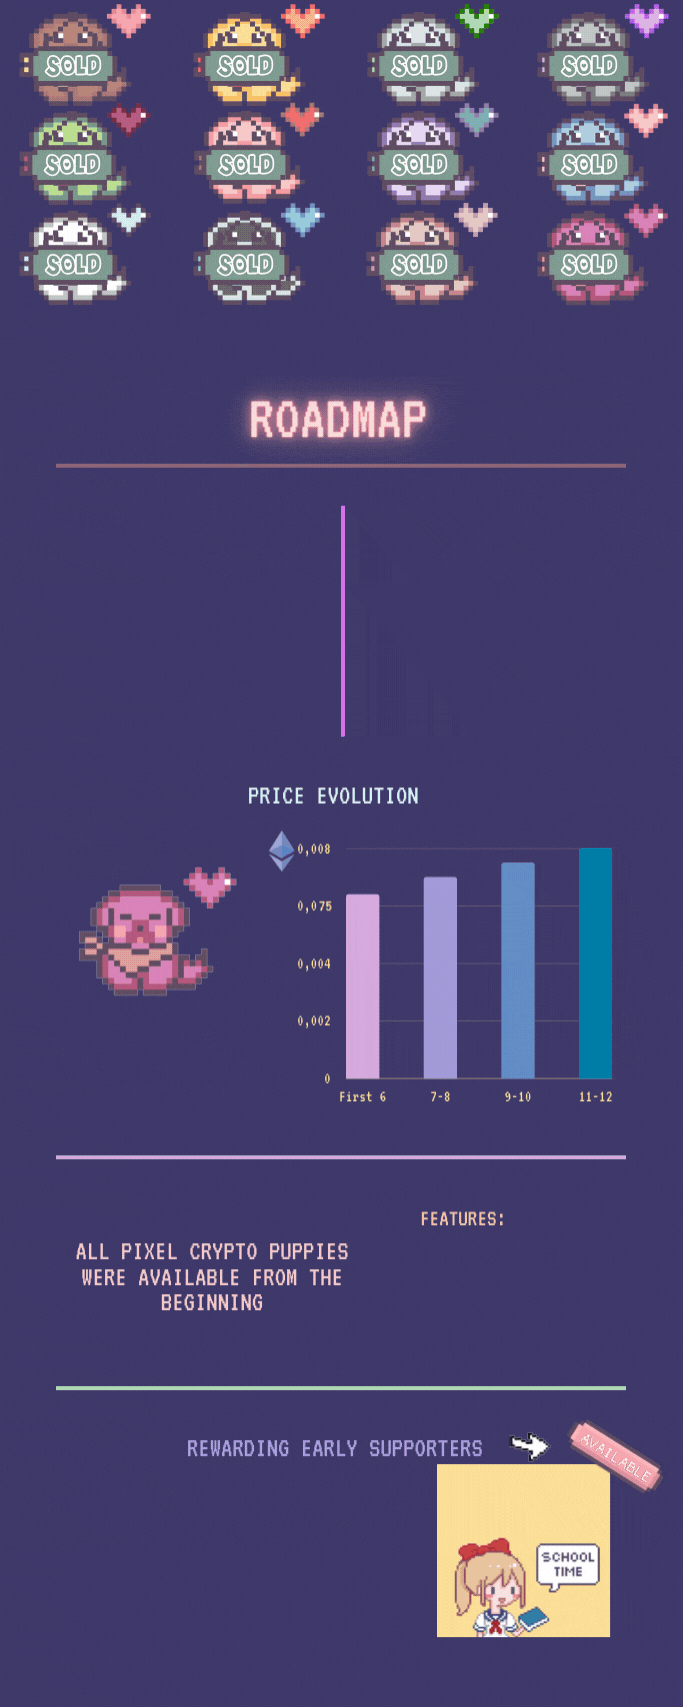 SOLD SOLD SOLD SOLD
SOLD SOLD SOLD SOLD
SOLD SOLD SOLD SOLD
ROADMAP
PRICE EVOLUTION
0,008
0,075
0,004
0,002
0
First 6 7-8 9-10 11-12
FEATURES:
ALL PIXEL CRYPTO PUPPIES
WERE AVAILABLE FROM THE
BEGINNING
REWARDING EARLY SUPPORTERS
AVAILABLE
SCHOOL
TIME